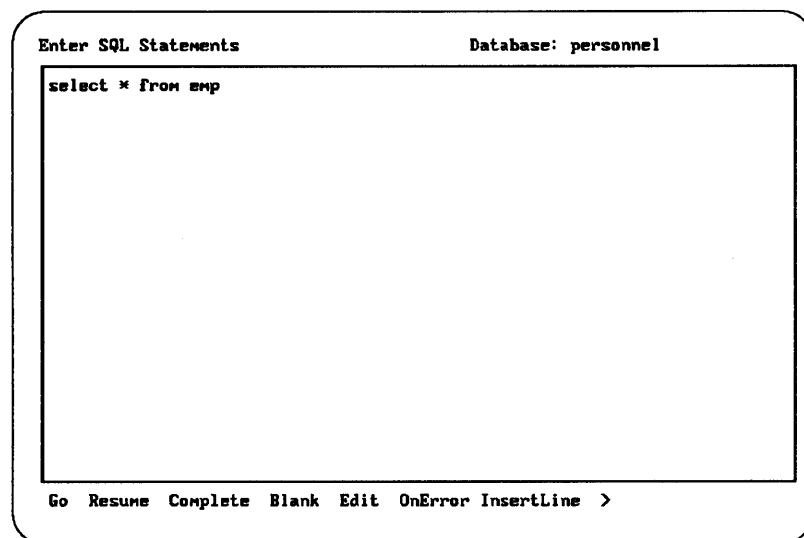 Enter SQL Statements Database: personnel
select * from emp
Go Resume Complete Blank Edit OnError InsertLine >